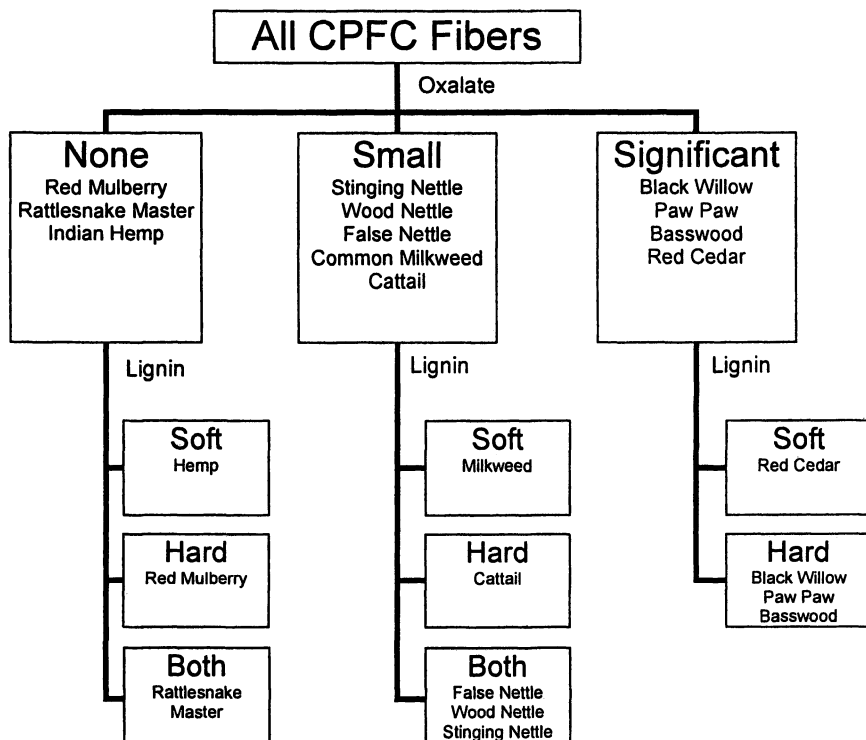 All CPFC Fibers
Oxalate
None
Red Mulberry
Rattlesnake Master
Indian Hemp
Small
Stinging Nettle
Wood Nettle
False Nettle
Common Milkweed
Cattail
Significant
Black Willow
Paw Paw
Basswood
Red Cedar
Lignin
Soft
Hemp
Hard
Red Mulberry
Both
Rattlesnake
Master
Lignin
Soft
Milkweed
Hard
Cattail
Both
False Nettle
Wood Nettle
Stinging Nettle
Lignin
Soft
Red Cedar
Hard
Black Willow
Paw Paw
Basswood